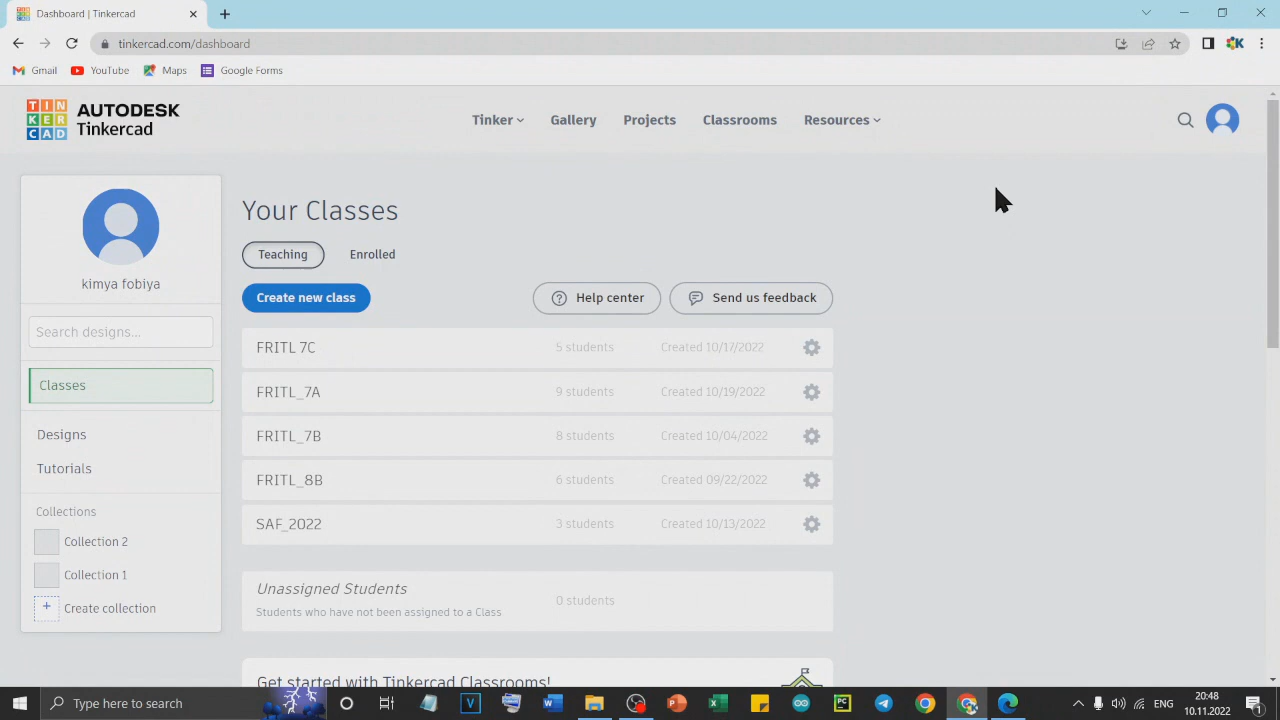 Dashboard | Tinkercad
tinkercad.com/dashboard
Gmail YouTube Maps Google Forms
TIN
KER
CAD
AUTODESK
Tinkercad
Tinker Gallery Projects Classrooms Resources
kimya fobiya
Search designs...
Classes
Designs
Tutorials
Collections
Collection 2
Collection 1
+ Create collection
Your Classes
Teaching Enrolled
Create new class Help center Send us feedback
FRITL 7C 5 students Created 10/17/2022
FRITL_7A 9 students Created 10/19/2022
FRITL_7B 8 students Created 10/04/2022
FRITL_8B 6 students Created 09/22/2022
SAF_2022 3 students Created 10/13/2022
Unassigned Students
Students who have not been assigned to a Class 0 students
Get started with Tinkercad Classrooms!
Type here to search
ENG
20:48
10.11.2022
1